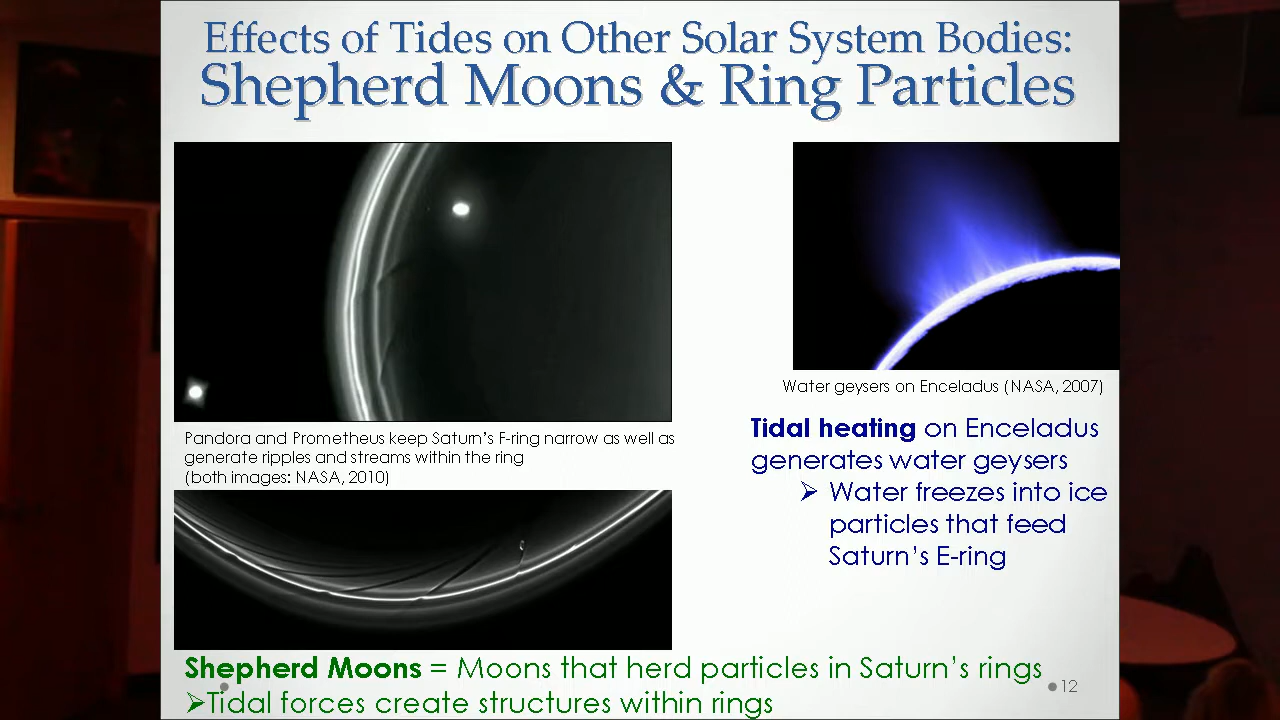 Effects of Tides on Other Solar System Bodies:
Shepherd Moons & Ring Particles
Pandora and Prometheus keep Saturn's F-ring narrow as well as
generate ripples and streams within the ring
(both images: NASA, 2010)
Water geysers on Enceladus (NASA, 2007)
Tidal heating on Enceladus
generates water geysers
➢ Water freezes into ice
particles that feed
Saturn's E-ring
Shepherd Moons = Moons that herd particles in Saturn's rings
➢Tidal forces create structures within rings
12